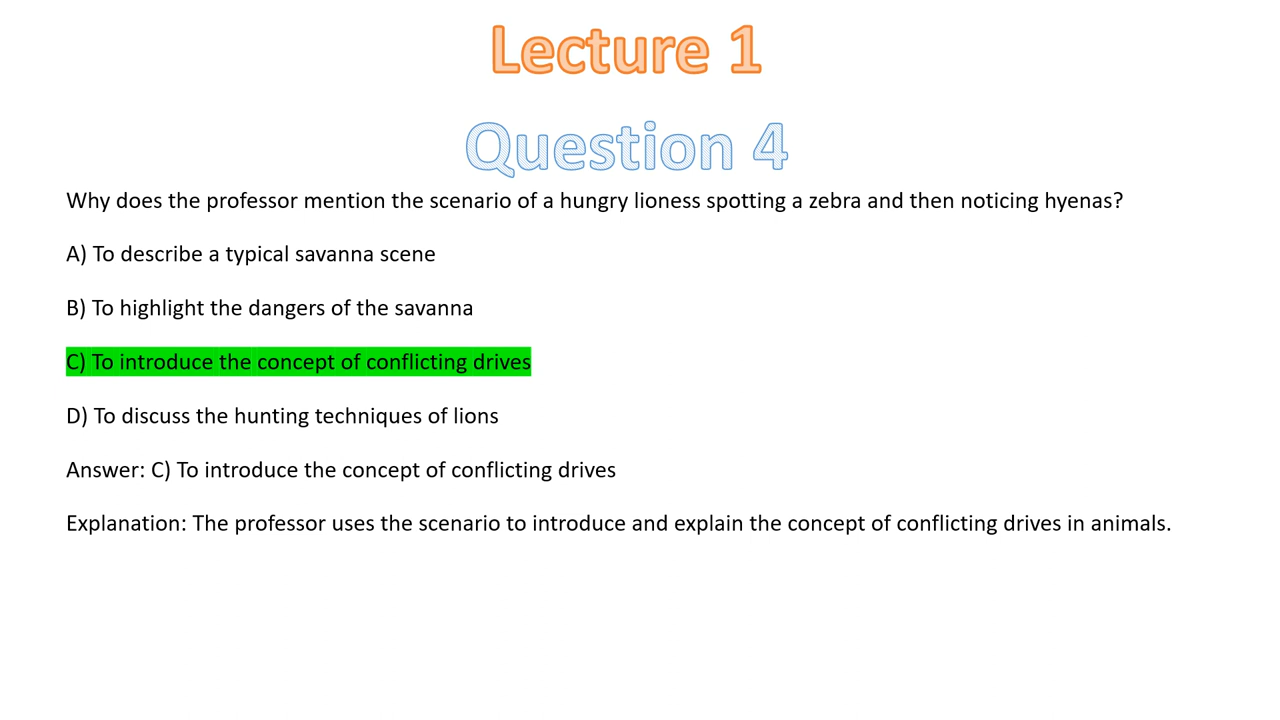 Lecture 1
Question 4
Why does the professor mention the scenario of a hungry lioness spotting a zebra and then noticing hyenas?
A) To describe a typical savanna scene
B) To highlight the dangers of the savanna
C) To introduce the concept of conflicting drives
D) To discuss the hunting techniques of lions
Answer: C) To introduce the concept of conflicting drives
Explanation: The professor uses the scenario to introduce and explain the concept of conflicting drives in animals.